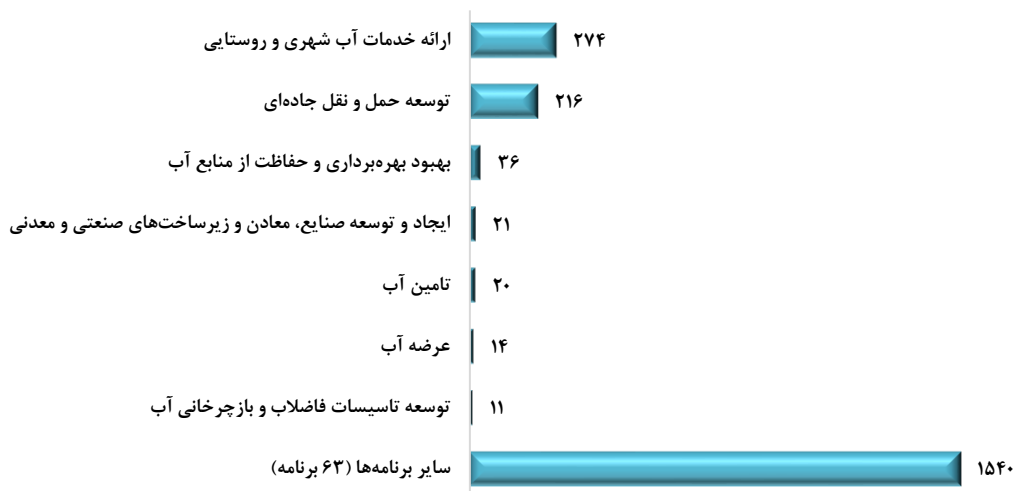 ارائه خدمات آب شهری و روستایی ۲۷۴
توسعه حمل و نقل جاده‌ای ۲۱۶
بهبود بهره‌برداری و حفاظت از منابع آب ۳۶
ایجاد و توسعه صنایع، معادن و زیرساخت‌های صنعتی و معدنی ۲۱
تامین آب ۲۰
عرضه آب ۱۴
توسعه تاسیسات فاضلاب و بازچرخانی آب ۱۱
سایر برنامه‌ها (۶۳ برنامه) ۱۵۴۰